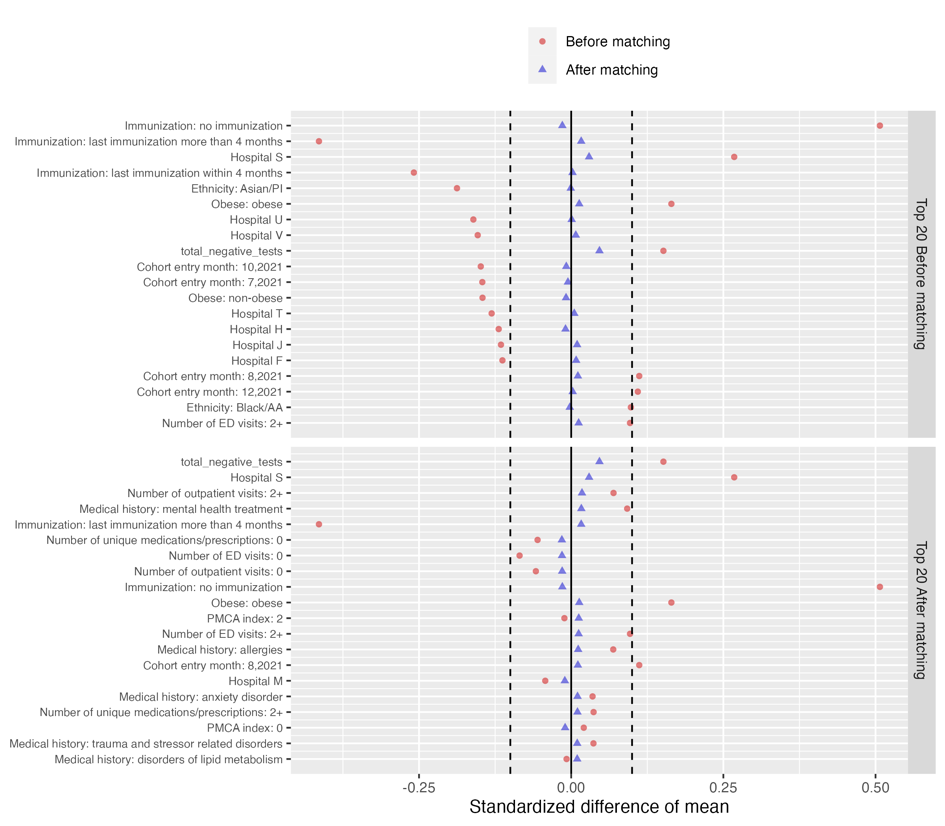 Before matching
After matching
Immunization: no immunization
Immunization: last immunization more than 4 months
Hospital S
Immunization: last immunization within 4 months
Ethnicity: Asian/PI
Obese: obese
Hospital U
Hospital V
total_negative_tests
Cohort entry month: 10,2021
Cohort entry month: 7,2021
Obese: non-obese
Hospital T
Hospital H
Hospital J
Hospital F
Cohort entry month: 8,2021
Cohort entry month: 12,2021
Ethnicity: Black/AA
Number of ED visits: 2+
Top 20 Before matching
total_negative_tests
Hospital S
Number of outpatient visits: 2+
Medical history: mental health treatment
Immunization: last immunization more than 4 months
Number of unique medications/prescriptions: 0
Number of ED visits: 0
Number of outpatient visits: 0
Immunization: no immunization
Obese: obese
PMCA index: 2
Number of ED visits: 2+
Medical history: allergies
Cohort entry month: 8,2021
Hospital M
Medical history: anxiety disorder
Number of unique medications/prescriptions: 2+
PMCA index: 0
Medical history: trauma and stressor related disorders
Medical history: disorders of lipid metabolism
Top 20 After matching
-0.25 0.00 0.25 0.50
Standardized difference of mean